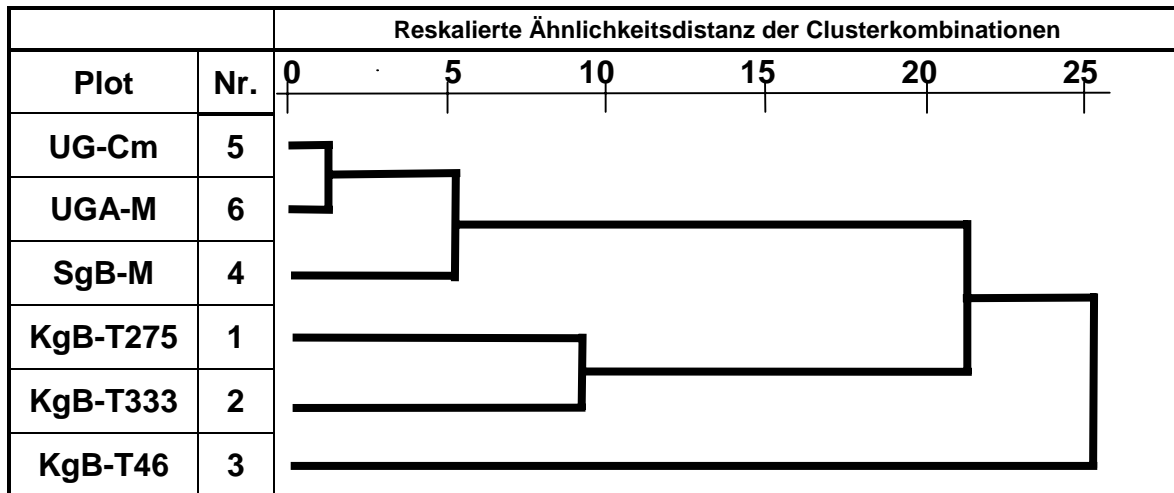 Reskalierte Ähnlichkeitsdistanz der Clusterkombinationen
Plot Nr. 0 5 10 15 20 25
UG-Cm 5
UGA-M 6
SgB-M 4
KgB-T275 1
KgB-T333 2
KgB-T46 3